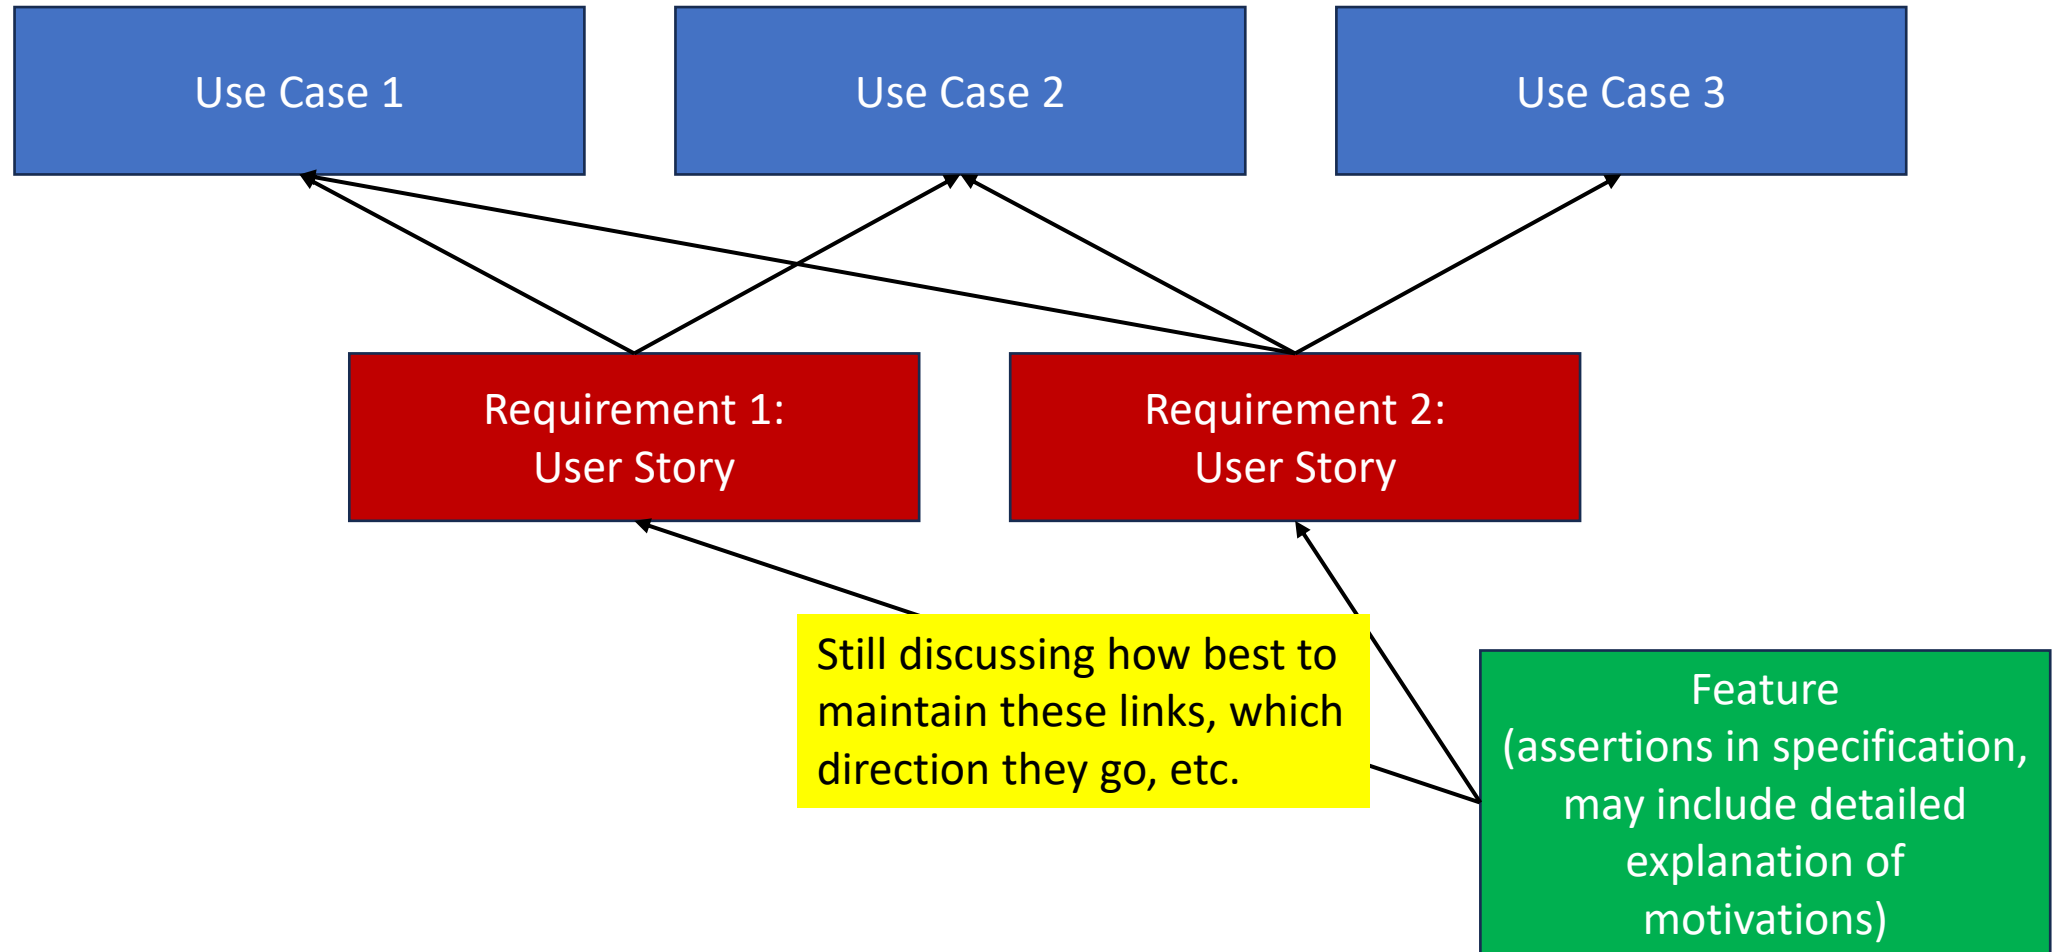 Use Case 1
Use Case 2
Use Case 3
Requirement 1:
User Story
Requirement 2:
User Story
Still discussing how best to
maintain these links, which
direction they go, etc.
Feature
(assertions in specification,
may include detailed
explanation of
motivations)